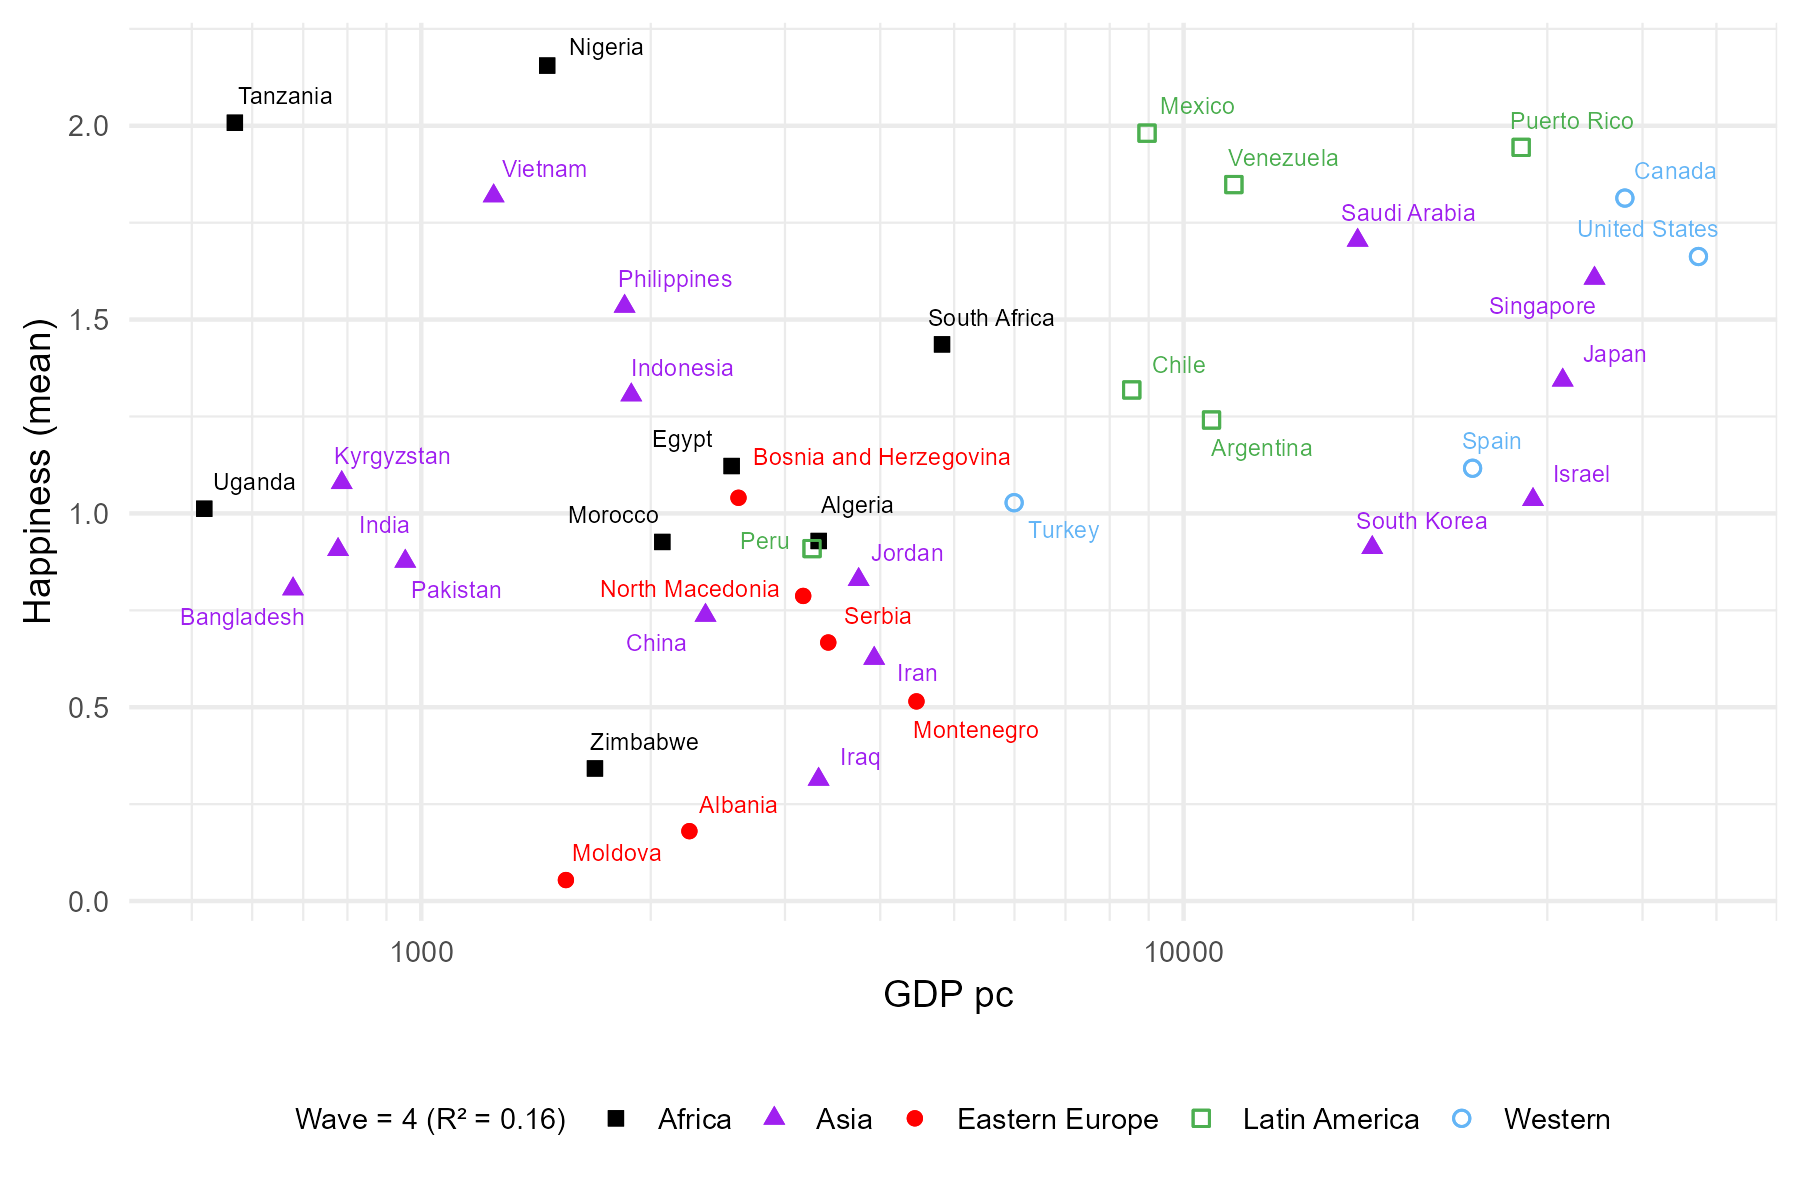 Nigeria
Tanzania
Mexico
Puerto Rico
2.0
Venezuela
Vietnam
Canada
Saudi Arabia
United States
Philippines
Singapore
South Africa
1.5
Japan
Chile
Indonesia
Egypt
Spain
Argentina
Kyrgyzstan
Bosnia and Herzegovina
Israel
Uganda
Algeria
Morocco
1.0
South Korea
India
Turkey
Peru
Jordan
Pakistan
North Macedonia
Bangladesh
Serbia
China
Iran
0.5
Montenegro
Zimbabwe
Iraq
Albania
Moldova
0.0
Happiness (mean)
1000 10000
GDP pc
Wave = 4 (R² = 0.16) Africa Asia Eastern Europe Latin America Western